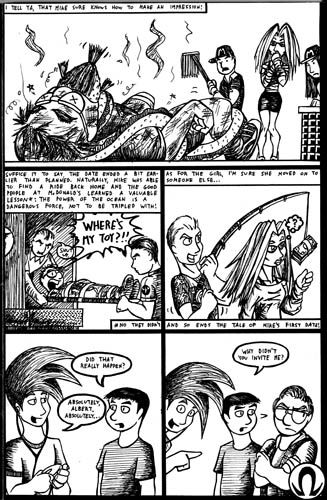 I TELL YA, THAT MIKE SURE KNOWS HOW TO MAKE AN IMPRESSION!
SUFFICE IT TO SAY, THE DATE ENDED A BIT EAR-
LIER THAN PLANNED. NATURALLY, MIKE WAS ABLE
TO FIND A RIDE BACK HOME AND THE GOOD
PEOPLE AT McDONALD'S LEARNED A VALUABLE
LESSON*: THE POWER OF THE OCEAN IS A
DANGEROUS FORCE, NOT TO BE TRIFLED WITH!
WHERE'S
MY TOY?!!
*NO THEY DIDN'T
AS FOR THE GIRL, I'M SURE SHE MOVED ON TO
SOMEONE ELSE...
AND SO ENDS THE TALE OF MIKE'S FIRST DATE!
DID THAT
REALLY HAPPEN?
ABSOLUTELY,
ALBERT,
ABSOLUTELY...
WHY DIDN'T
YOU INVITE ME?
Ω